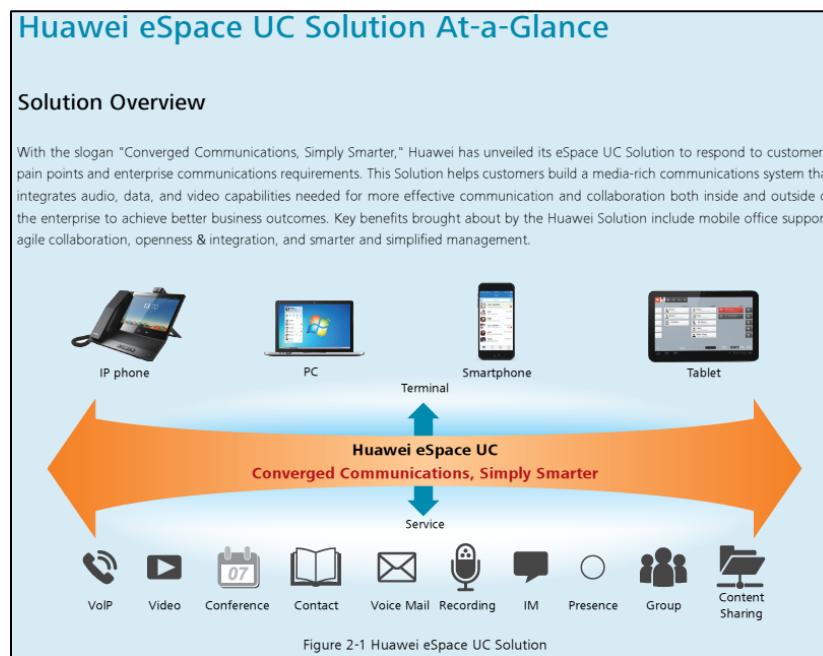 Huawei eSpace UC Solution At-a-Glance
Solution Overview
With the slogan "Converged Communications, Simply Smarter," Huawei has unveiled its eSpace UC Solution to respond to customer
pain points and enterprise communications requirements. This Solution helps customers build a media-rich communications system tha
integrates audio, data, and video capabilities needed for more effective communication and collaboration both inside and outside o
the enterprise to achieve better business outcomes. Key benefits brought about by the Huawei Solution include mobile office suppor
agile collaboration, openness & integration, and smarter and simplified management.
IP phone PC Smartphone Tablet
Terminal
Huawei eSpace UC
Converged Communications, Simply Smarter
Service
07
VoIP Video Conference Contact Voice Mail Recording IM Presence Group Content Sharing
Figure 2-1 Huawei eSpace UC Solution